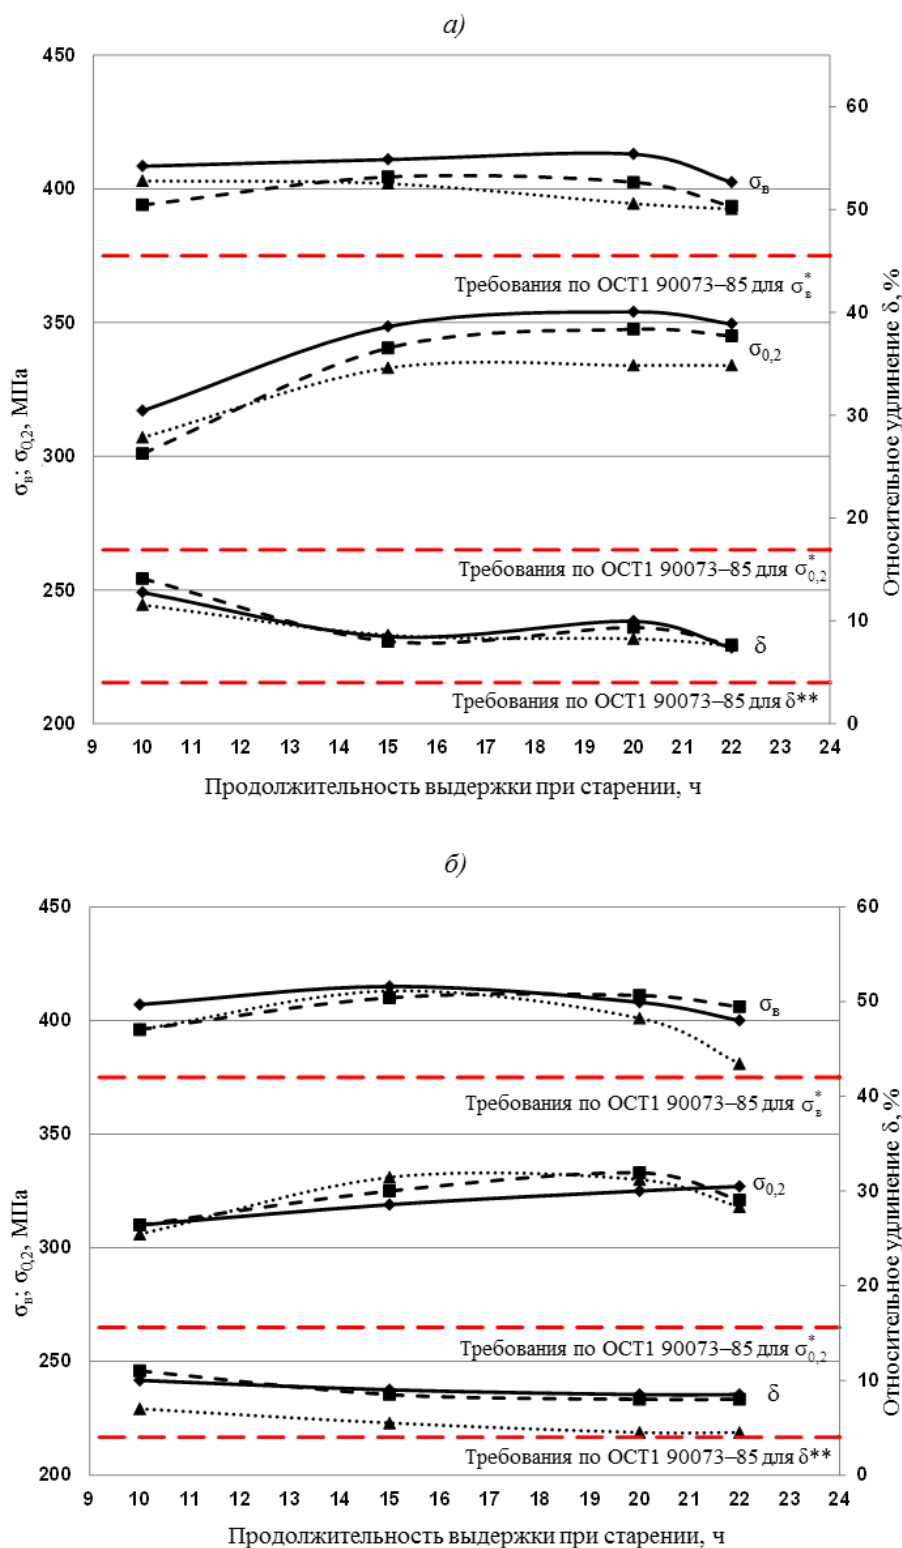 а)
450
400
350
300
250
200
60
50
40
30
20
10
0
σв; σ0,2, МПа
Относительное удлинение δ, %
σв
Требования по ОСТ1 90073–85 для σв*
σ0,2
Требования по ОСТ1 90073–85 для σ0,2*
δ
Требования по ОСТ1 90073–85 для δ**
9 10 11 12 13 14 15 16 17 18 19 20 21 22 23 24
Продолжительность выдержки при старении, ч
б)
450
400
350
300
250
200
60
50
40
30
20
10
0
σв; σ0,2, МПа
Относительное удлинение δ, %
σв
Требования по ОСТ1 90073–85 для σв*
σ0,2
Требования по ОСТ1 90073–85 для σ0,2*
δ
Требования по ОСТ1 90073–85 для δ**
9 10 11 12 13 14 15 16 17 18 19 20 21 22 23 24
Продолжительность выдержки при старении, ч